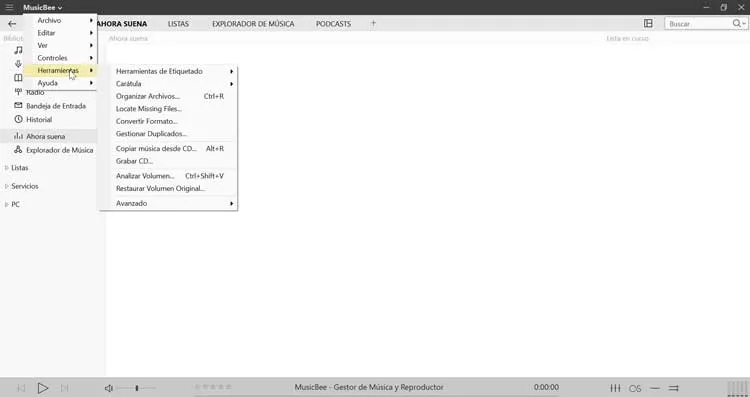 MusicBee
Archivo
Editar
Ver
Controles
Herramientas
Ayuda
AHORA SUENA
LISTAS
EXPLORADOR DE MÚSICA
PODCASTS
+
Buscar
Ahora suena
Lista en curso
Radio
Bandeja de Entrada
Historial
Ahora suena
Explorador de Música
Listas
Servicios
PC
Herramientas de Etiquetado
Carátula
Organizar Archivos... Ctrl+R
Locate Missing Files...
Convertir Formato...
Gestionar Duplicados...
Copiar música desde CD... Alt+R
Grabar CD...
Analizar Volumen... Ctrl+Shift+V
Restaurar Volumen Original...
Avanzado
MusicBee - Gestor de Música y Reproductor
0:00:00